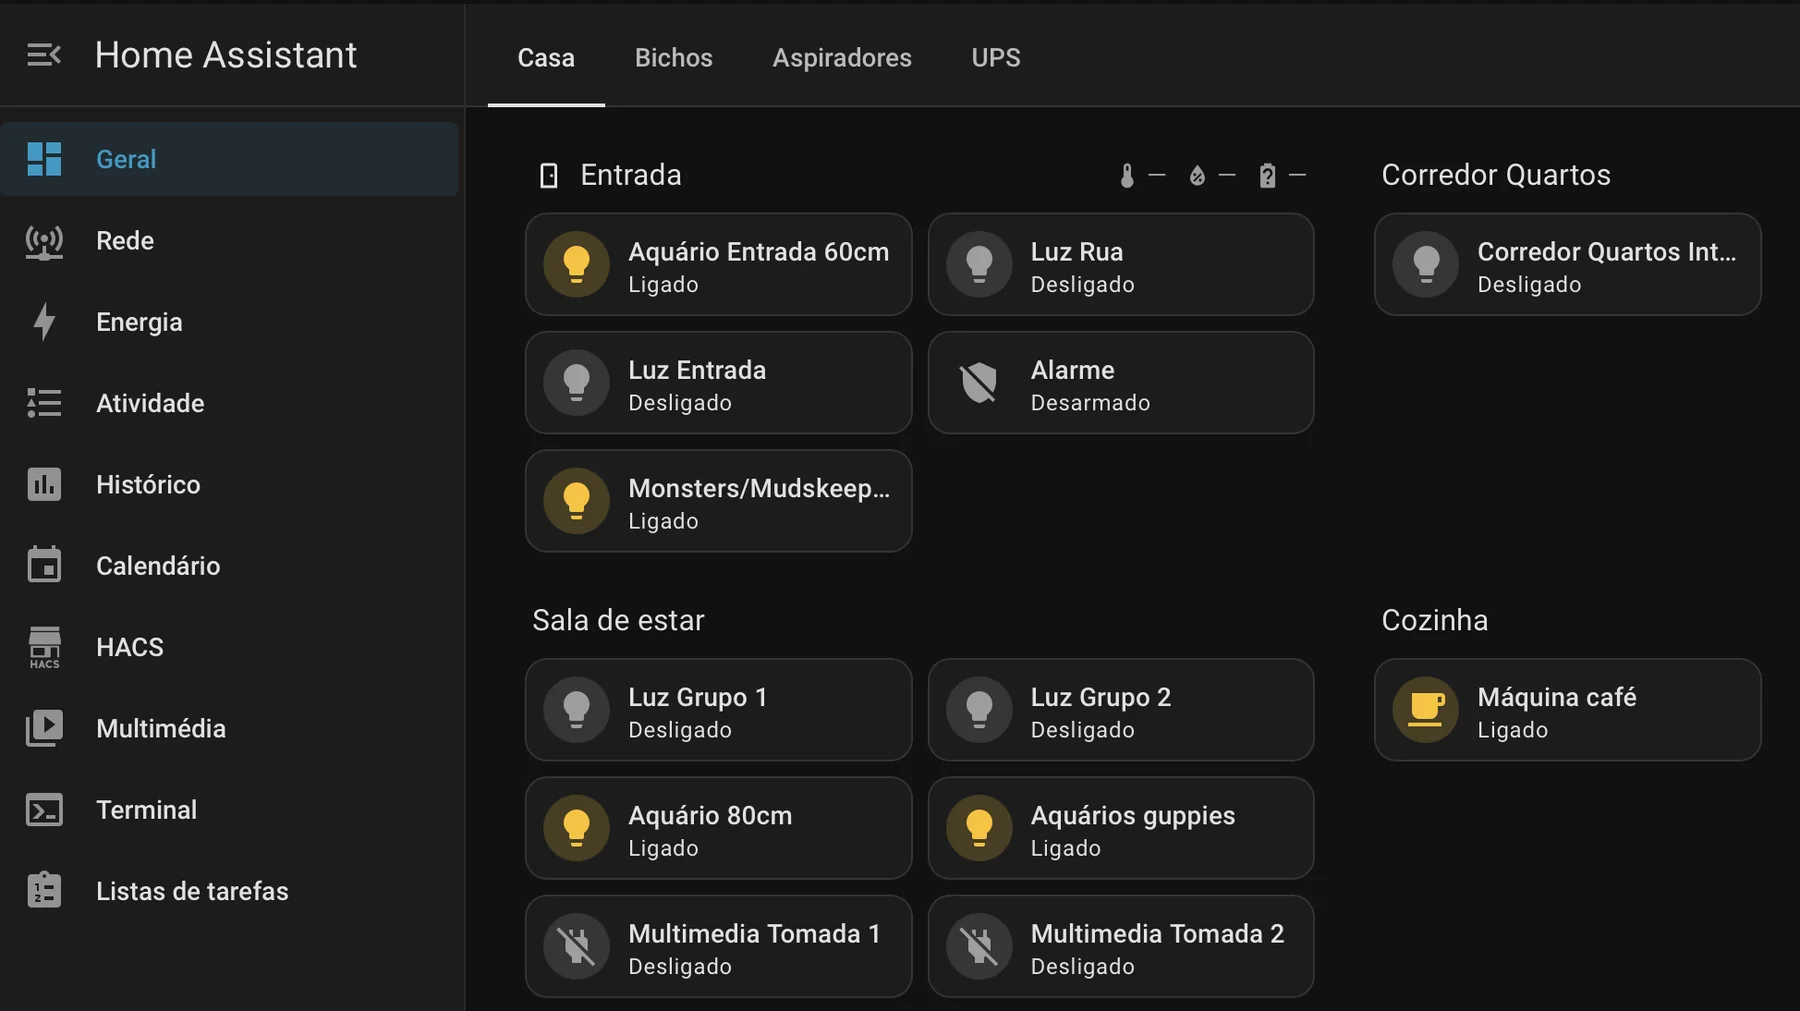 Home Assistant
Casa
Bichos
Aspiradores
UPS
Geral
Rede
Energia
Atividade
Histórico
Calendário
HACS
HACS
Multimédia
Terminal
Listas de tarefas
Entrada
— — —
Aquário Entrada 60cm
Ligado
Luz Rua
Desligado
Luz Entrada
Desligado
Alarme
Desarmado
Monsters/Mudskeep...
Ligado
Corredor Quartos
Corredor Quartos Int...
Desligado
Sala de estar
Luz Grupo 1
Desligado
Luz Grupo 2
Desligado
Aquário 80cm
Ligado
Aquários guppies
Ligado
Multimedia Tomada 1
Desligado
Multimedia Tomada 2
Desligado
Cozinha
Máquina café
Ligado